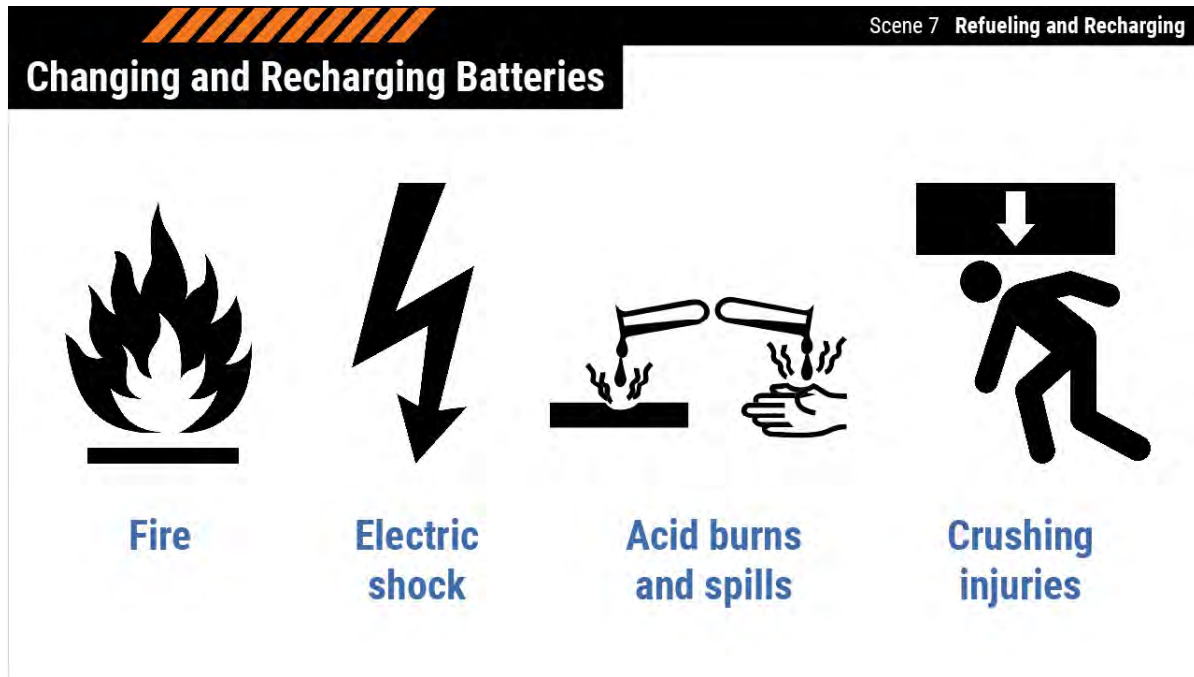 Scene 7 Refueling and Recharging
Changing and Recharging Batteries
Fire
Electric
shock
Acid burns
and spills
Crushing
injuries